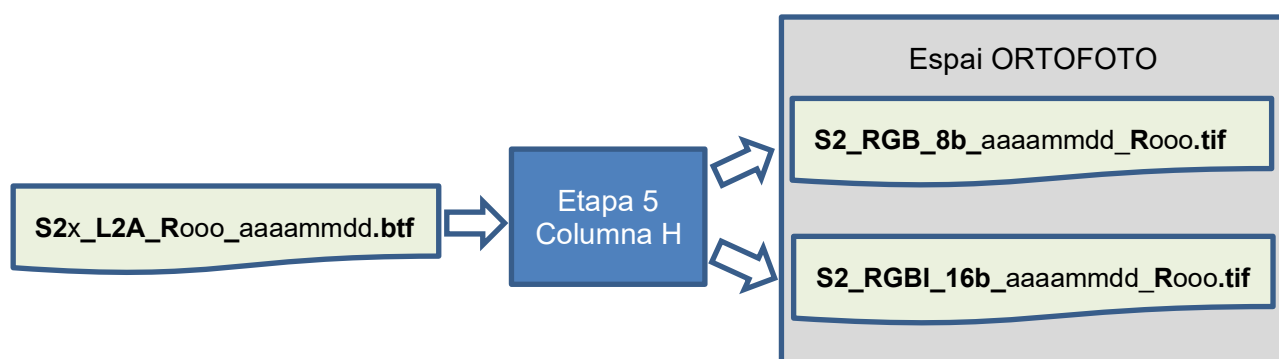 Espai ORTOFOTO
S2_RGB_8b_aaaammdd_Rooo.tif
S2x_L2A_Rooo_aaaammdd.btf
Etapa 5
Columna H
S2_RGBI_16b_aaaammdd_Rooo.tif